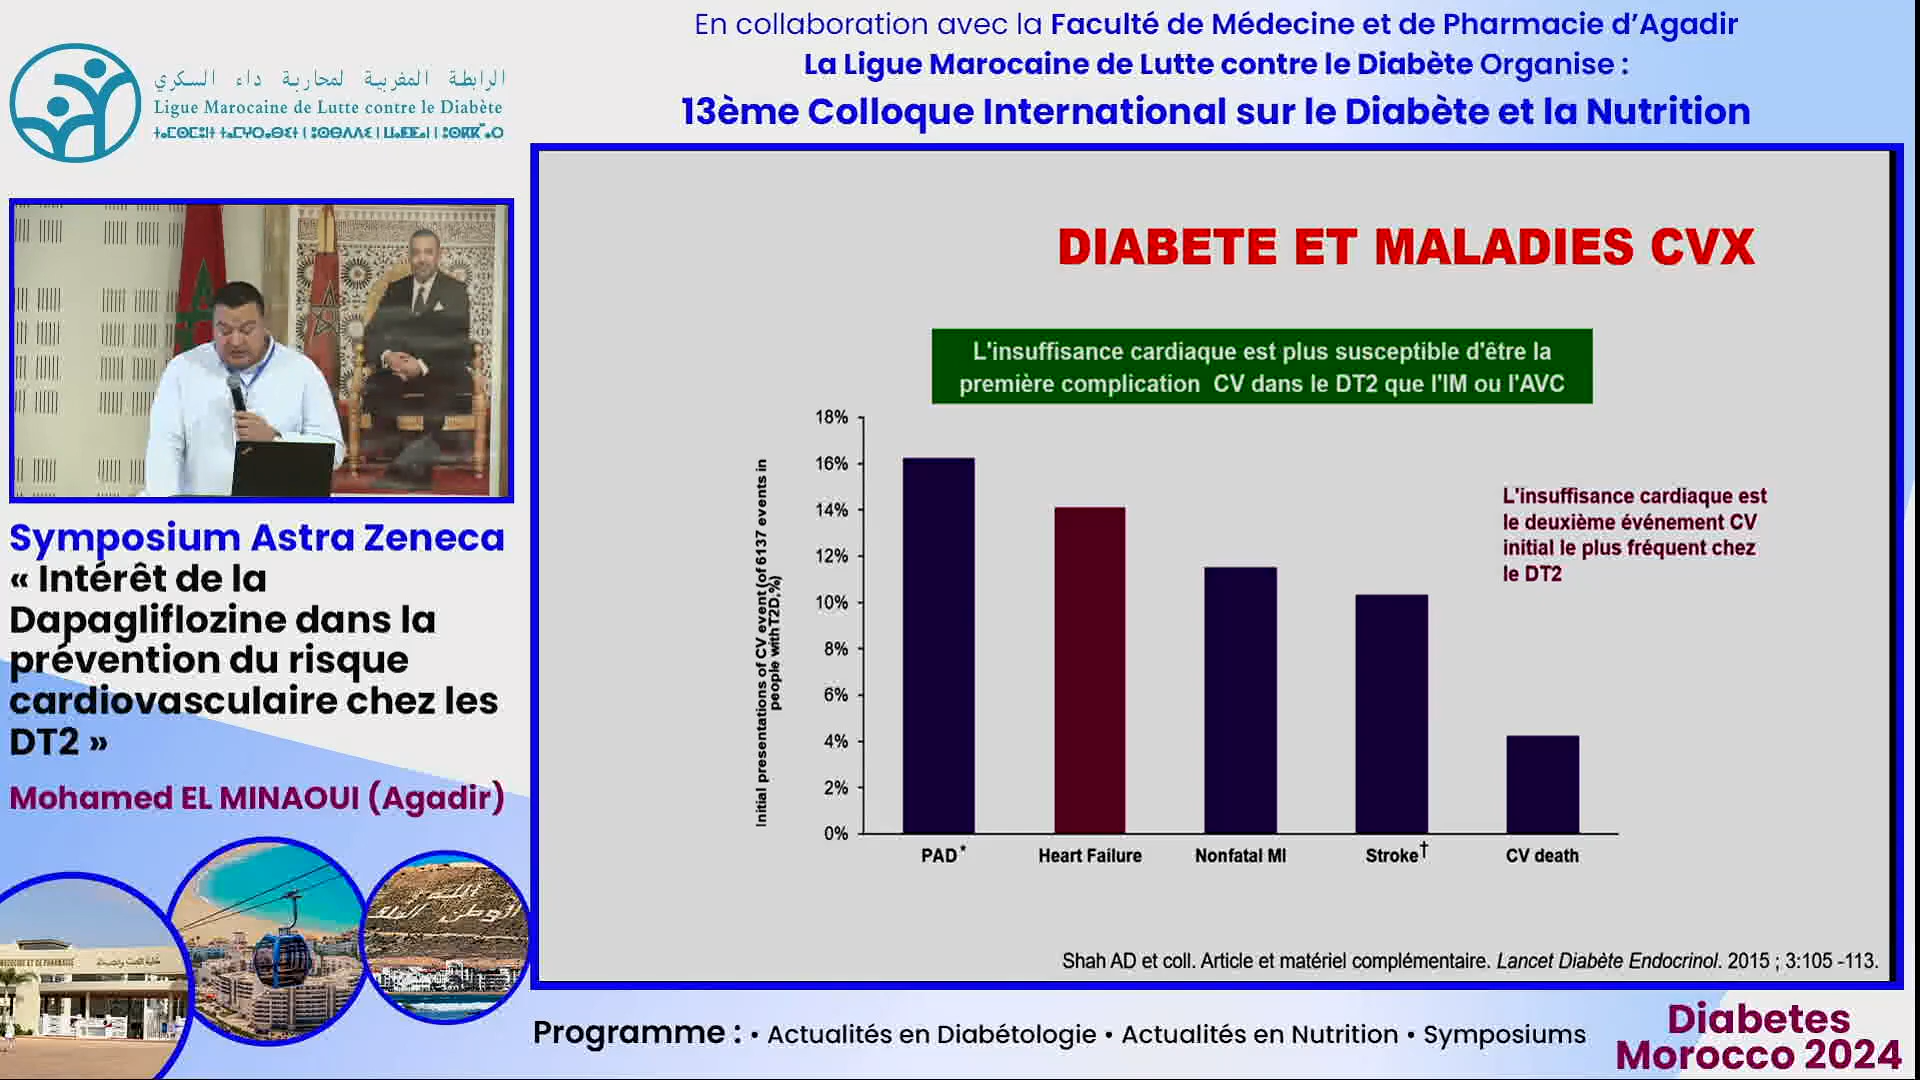 En collaboration avec la Faculté de Médecine et de Pharmacie d’Agadir
La Ligue Marocaine de Lutte contre le Diabète Organise :
13ème Colloque International sur le Diabète et la Nutrition
الرابطة المغربية لمحاربة داء السكري
Ligue Marocaine de Lutte contre le Diabète
Symposium Astra Zeneca
« Intérêt de la
Dapagliflozine dans la
prévention du risque
cardiovasculaire chez les
DT2 »
Mohamed EL MINAOUI (Agadir)
DIABETE ET MALADIES CVX
L'insuffisance cardiaque est plus susceptible d'être la
première complication CV dans le DT2 que l'IM ou l'AVC
Initial presentations of CV event (of 6137 events in
people with T2D,%)
18%
16%
14%
12%
10%
8%
6%
4%
2%
0%
PAD*
Heart Failure
Nonfatal MI
Stroke†
CV death
L'insuffisance cardiaque est
le deuxième événement CV
initial le plus fréquent chez
le DT2
Shah AD et coll. Article et matériel complémentaire. Lancet Diabète Endocrinol. 2015 ; 3:105 -113.
الله
الوطن الملك
Programme : • Actualités en Diabétologie • Actualités en Nutrition • Symposiums
Diabetes
Morocco 2024